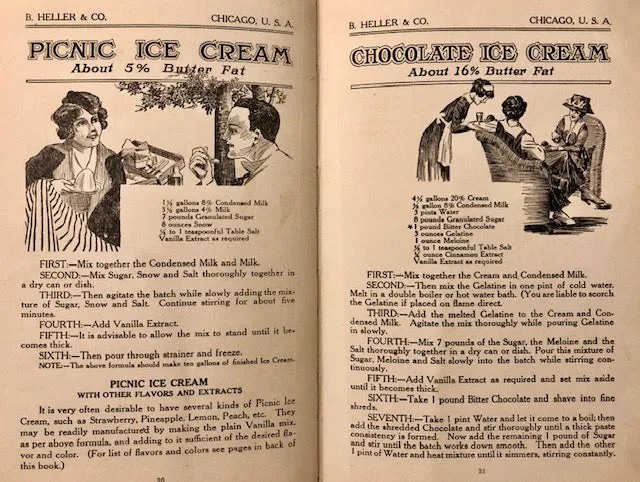 B. HELLER & CO. CHICAGO, U. S. A.
PICNIC ICE CREAM
About 5% Butter Fat
1½ gallons 8% Condensed Milk
3½ gallons 4% Milk
7 pounds Granulated Sugar
8 ounces Snow
½ to 1 teaspoonful Table Salt
Vanilla Extract as required
FIRST:—Mix together the Condensed Milk and Milk.
SECOND:—Mix Sugar, Snow and Salt thoroughly together in
a dry can or dish.
THIRD:—Then agitate the batch while slowly adding the mix-
ture of Sugar, Snow and Salt. Continue stirring for about five
minutes.
FOURTH:—Add Vanilla Extract.
FIFTH:—It is advisable to allow the mix to stand until it be-
comes thick.
SIXTH:—Then pour through strainer and freeze.
NOTE:—The above formula should make ten gallons of finished Ice Cream.
PICNIC ICE CREAM
WITH OTHER FLAVORS AND EXTRACTS
It is very often desirable to have several kinds of Picnic Ice
Cream, such as Strawberry, Pineapple, Lemon, Peach, etc. They
may be readily manufactured by making the plain Vanilla mix,
as per above formula, and adding to it sufficient of the desired fla-
vor and color. (For list of flavors and colors see pages in back of
this book.)
30
B. HELLER & CO. CHICAGO, U. S. A.
CHOCOLATE ICE CREAM
About 16% Butter Fat
4½ gallons 20% Cream
½ gallon 8% Condensed Milk
3 pints Water
8 pounds Granulated Sugar
1 pound Bitter Chocolate
3 ounces Gelatine
1 ounce Meloine
½ to 1 teaspoonful Table Salt
¼ ounce Cinnamon Extract
Vanilla Extract as required
FIRST:—Mix together the Cream and Condensed Milk.
SECOND:—Then mix the Gelatine in one pint of cold water.
Melt in a double boiler or hot water bath. (You are liable to scorch
the Gelatine if placed on flame direct.
THIRD:—Add the melted Gelatine to the Cream and Con-
densed Milk. Agitate the mix thoroughly while pouring Gelatine
in slowly.
FOURTH:—Mix 7 pounds of the Sugar, the Meloine and the
Salt thoroughly together in a dry can or dish. Pour this mixture of
Sugar, Meloine and Salt slowly into the batch while stirring con-
tinuously.
FIFTH:—Add Vanilla Extract as required and set mix aside
until it becomes thick.
SIXTH:—Take 1 pound Bitter Chocolate and shave into fine
shreds.
SEVENTH:—Take 1 pint Water and let it come to a boil; then
add the shredded Chocolate and stir thoroughly until a thick paste
consistency is formed. Now add the remaining 1 pound of Sugar
and stir until the batch works down smooth. Then add the other
1 pint of Water and heat mixture until it simmers, stirring constantly.
31